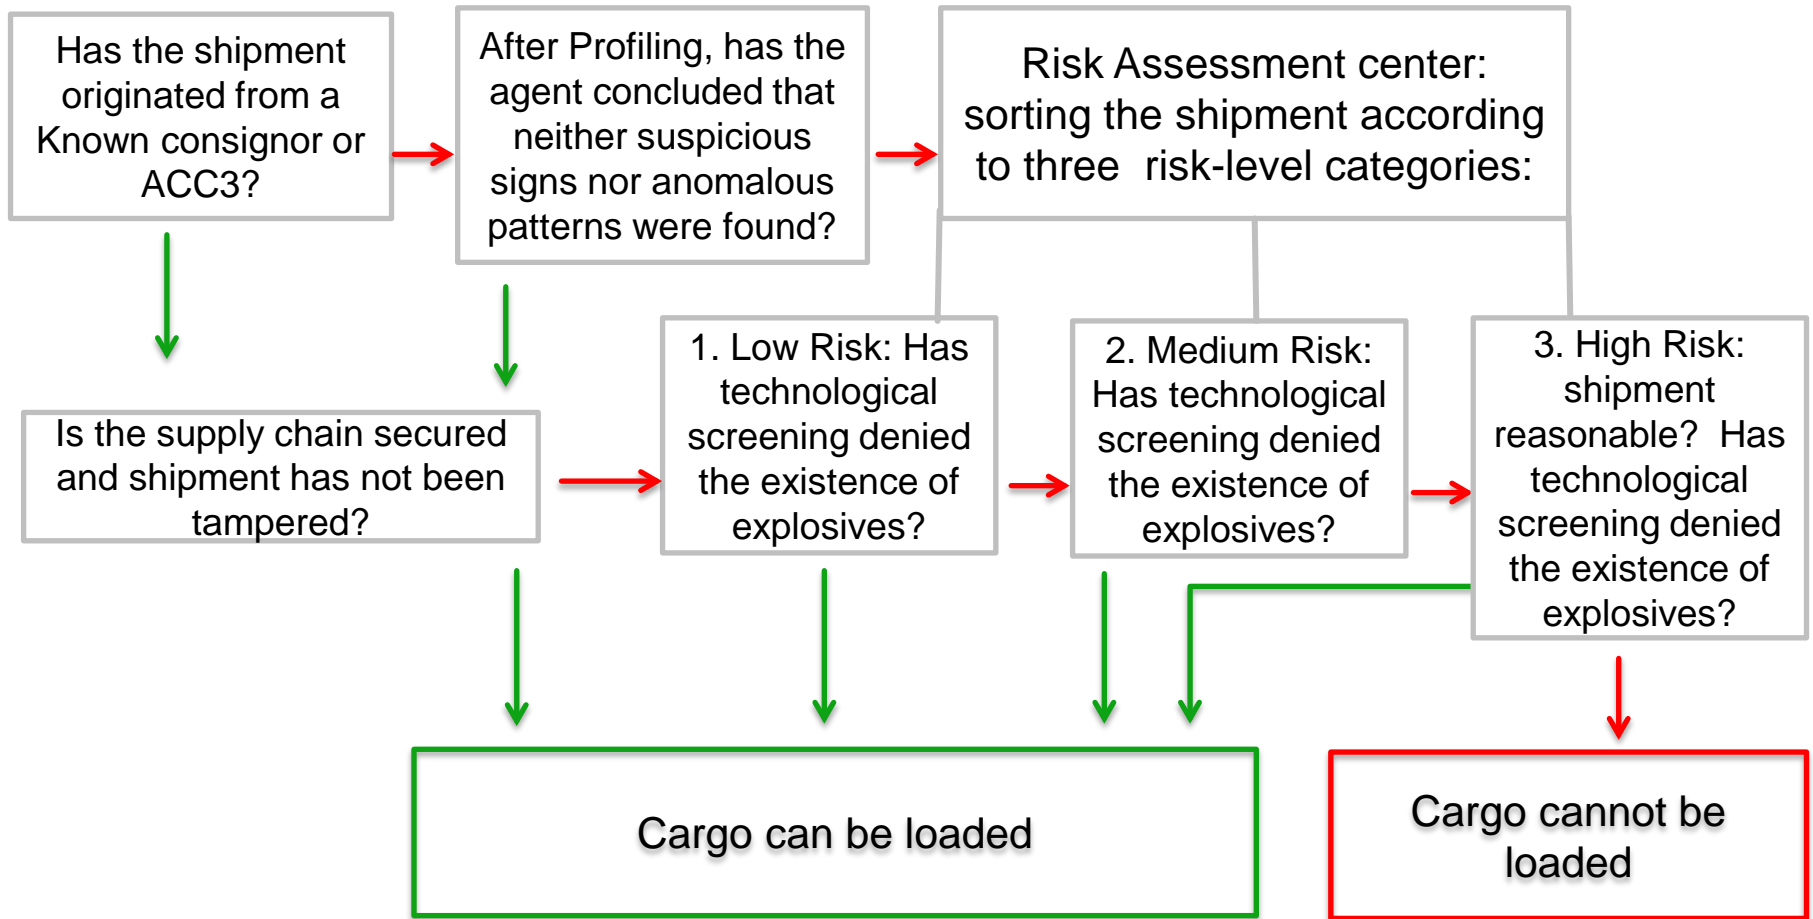 Has the shipment
originated from a
Known consignor or
ACC3?
After Profiling, has the
agent concluded that
neither suspicious
signs nor anomalous
patterns were found?
Risk Assessment center:
sorting the shipment according
to three  risk-level categories:
Is the supply chain secured
and shipment has not been
tampered?
1. Low Risk: Has
technological
screening denied
the existence of
explosives?
2. Medium Risk:
Has technological
screening denied
the existence of
explosives?
3. High Risk:
shipment
reasonable?  Has
technological
screening denied
the existence of
explosives?
Cargo can be loaded
Cargo cannot be
loaded